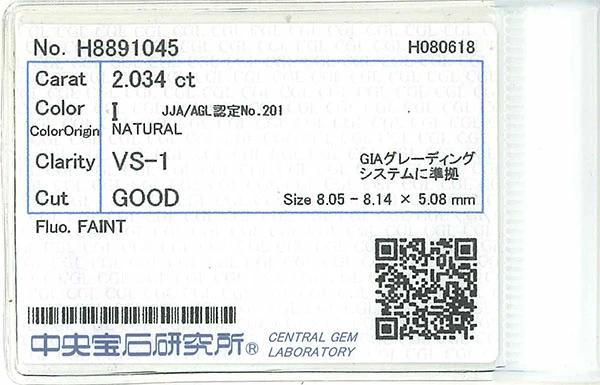 No. H8891045 H080618
Carat 2.034 ct
Color I JJA/AGL認定No.201
ColorOrigin NATURAL
Clarity VS-1 GIAグレーディング
システムに準拠
Cut GOOD Size 8.05 - 8.14 × 5.08 mm
Fluo. FAINT
中央宝石研究所® CENTRAL GEM
LABORATORY